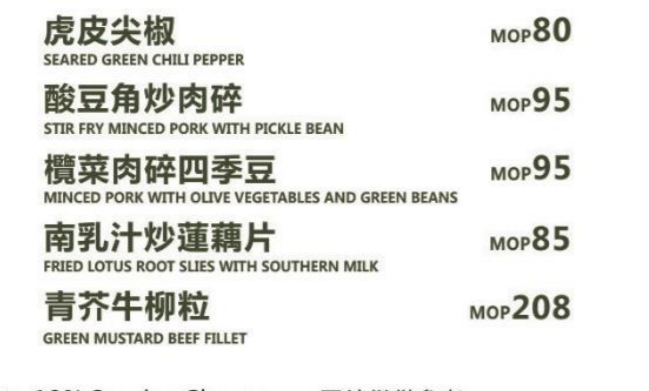 虎皮尖椒 MOP80
SEARED GREEN CHILI PEPPER
酸豆角炒肉碎 MOP95
STIR FRY MINCED PORK WITH PICKLE BEAN
欖菜肉碎四季豆 MOP95
MINCED PORK WITH OLIVE VEGETABLES AND GREEN BEANS
南乳汁炒蓮藕片 MOP85
FRIED LOTUS ROOT SLIES WITH SOUTHERN MILK
青芥牛柳粒 MOP208
GREEN MUSTARD BEEF FILLET